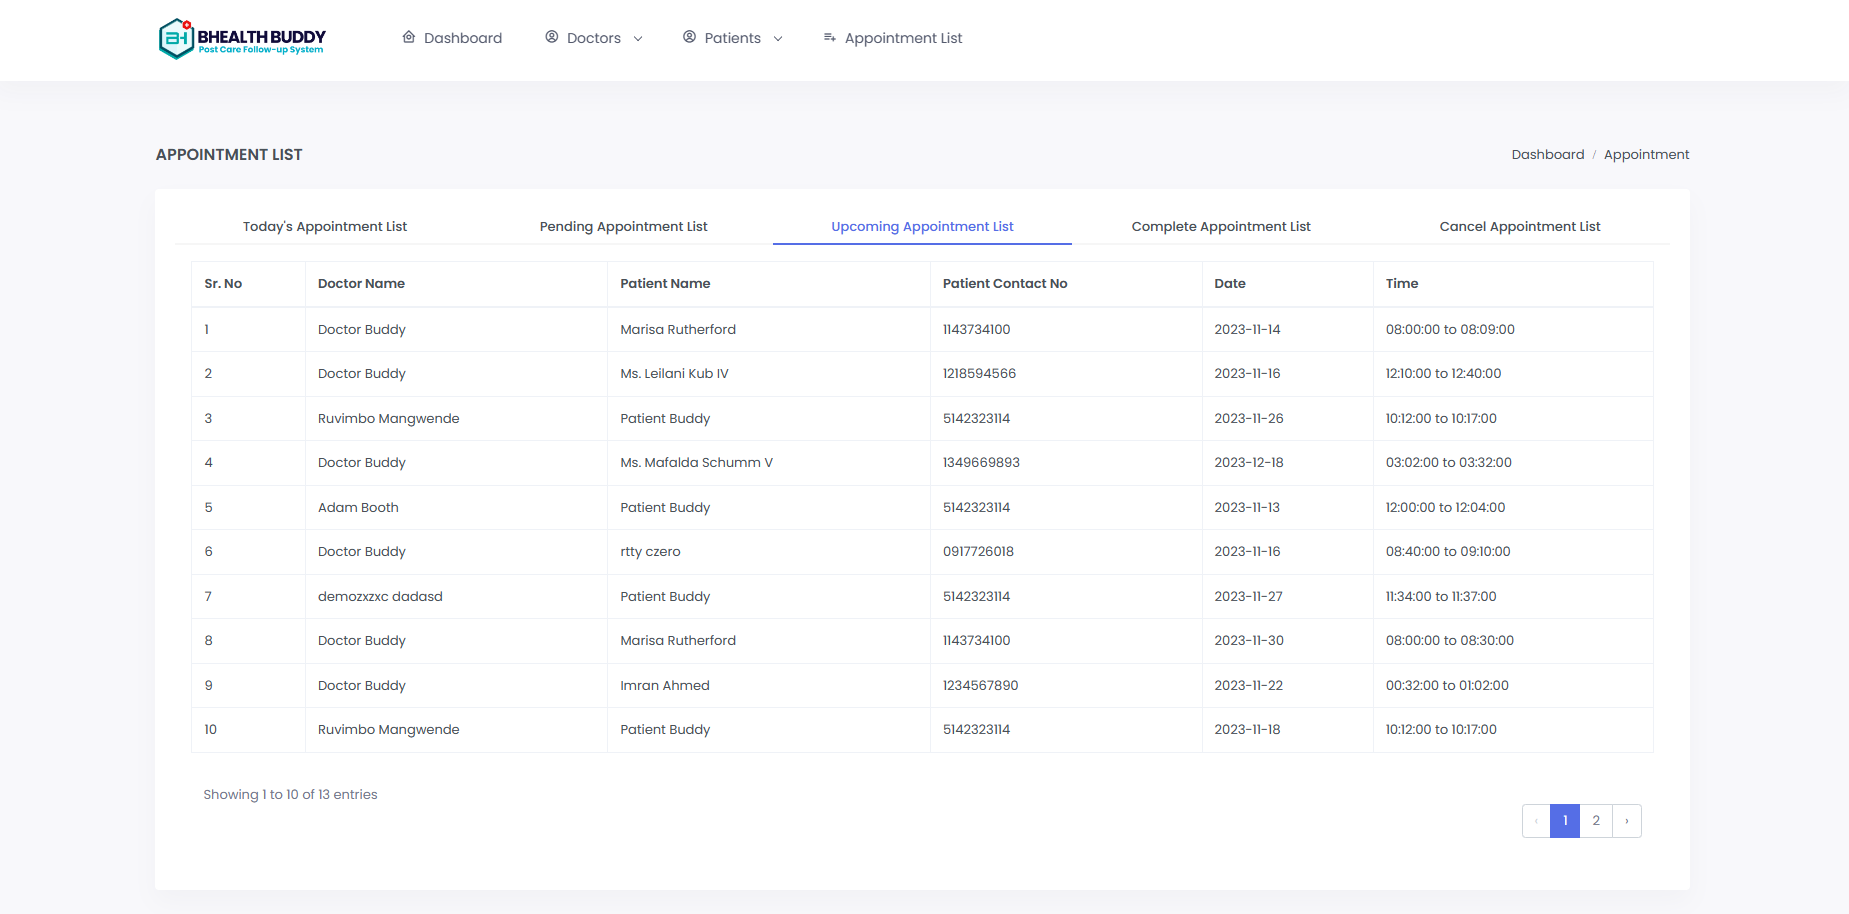 BHEALTH BUDDY
Post Care Follow-up System
Dashboard Doctors Patients Appointment List
APPOINTMENT LIST
Dashboard / Appointment
Today's Appointment List Pending Appointment List Upcoming Appointment List Complete Appointment List Cancel Appointment List
Sr. No Doctor Name Patient Name Patient Contact No Date Time
1 Doctor Buddy Marisa Rutherford 1143734100 2023-11-14 08:00:00 to 08:09:00
2 Doctor Buddy Ms. Leilani Kub IV 1218594566 2023-11-16 12:10:00 to 12:40:00
3 Ruvimbo Mangwende Patient Buddy 5142323114 2023-11-26 10:12:00 to 10:17:00
4 Doctor Buddy Ms. Mafalda Schumm V 1349669893 2023-12-18 03:02:00 to 03:32:00
5 Adam Booth Patient Buddy 5142323114 2023-11-13 12:00:00 to 12:04:00
6 Doctor Buddy rtty czero 0917726018 2023-11-16 08:40:00 to 09:10:00
7 demozxzxc dadasd Patient Buddy 5142323114 2023-11-27 11:34:00 to 11:37:00
8 Doctor Buddy Marisa Rutherford 1143734100 2023-11-30 08:00:00 to 08:30:00
9 Doctor Buddy Imran Ahmed 1234567890 2023-11-22 00:32:00 to 01:02:00
10 Ruvimbo Mangwende Patient Buddy 5142323114 2023-11-18 10:12:00 to 10:17:00
Showing 1 to 10 of 13 entries
‹ 1 2 ›